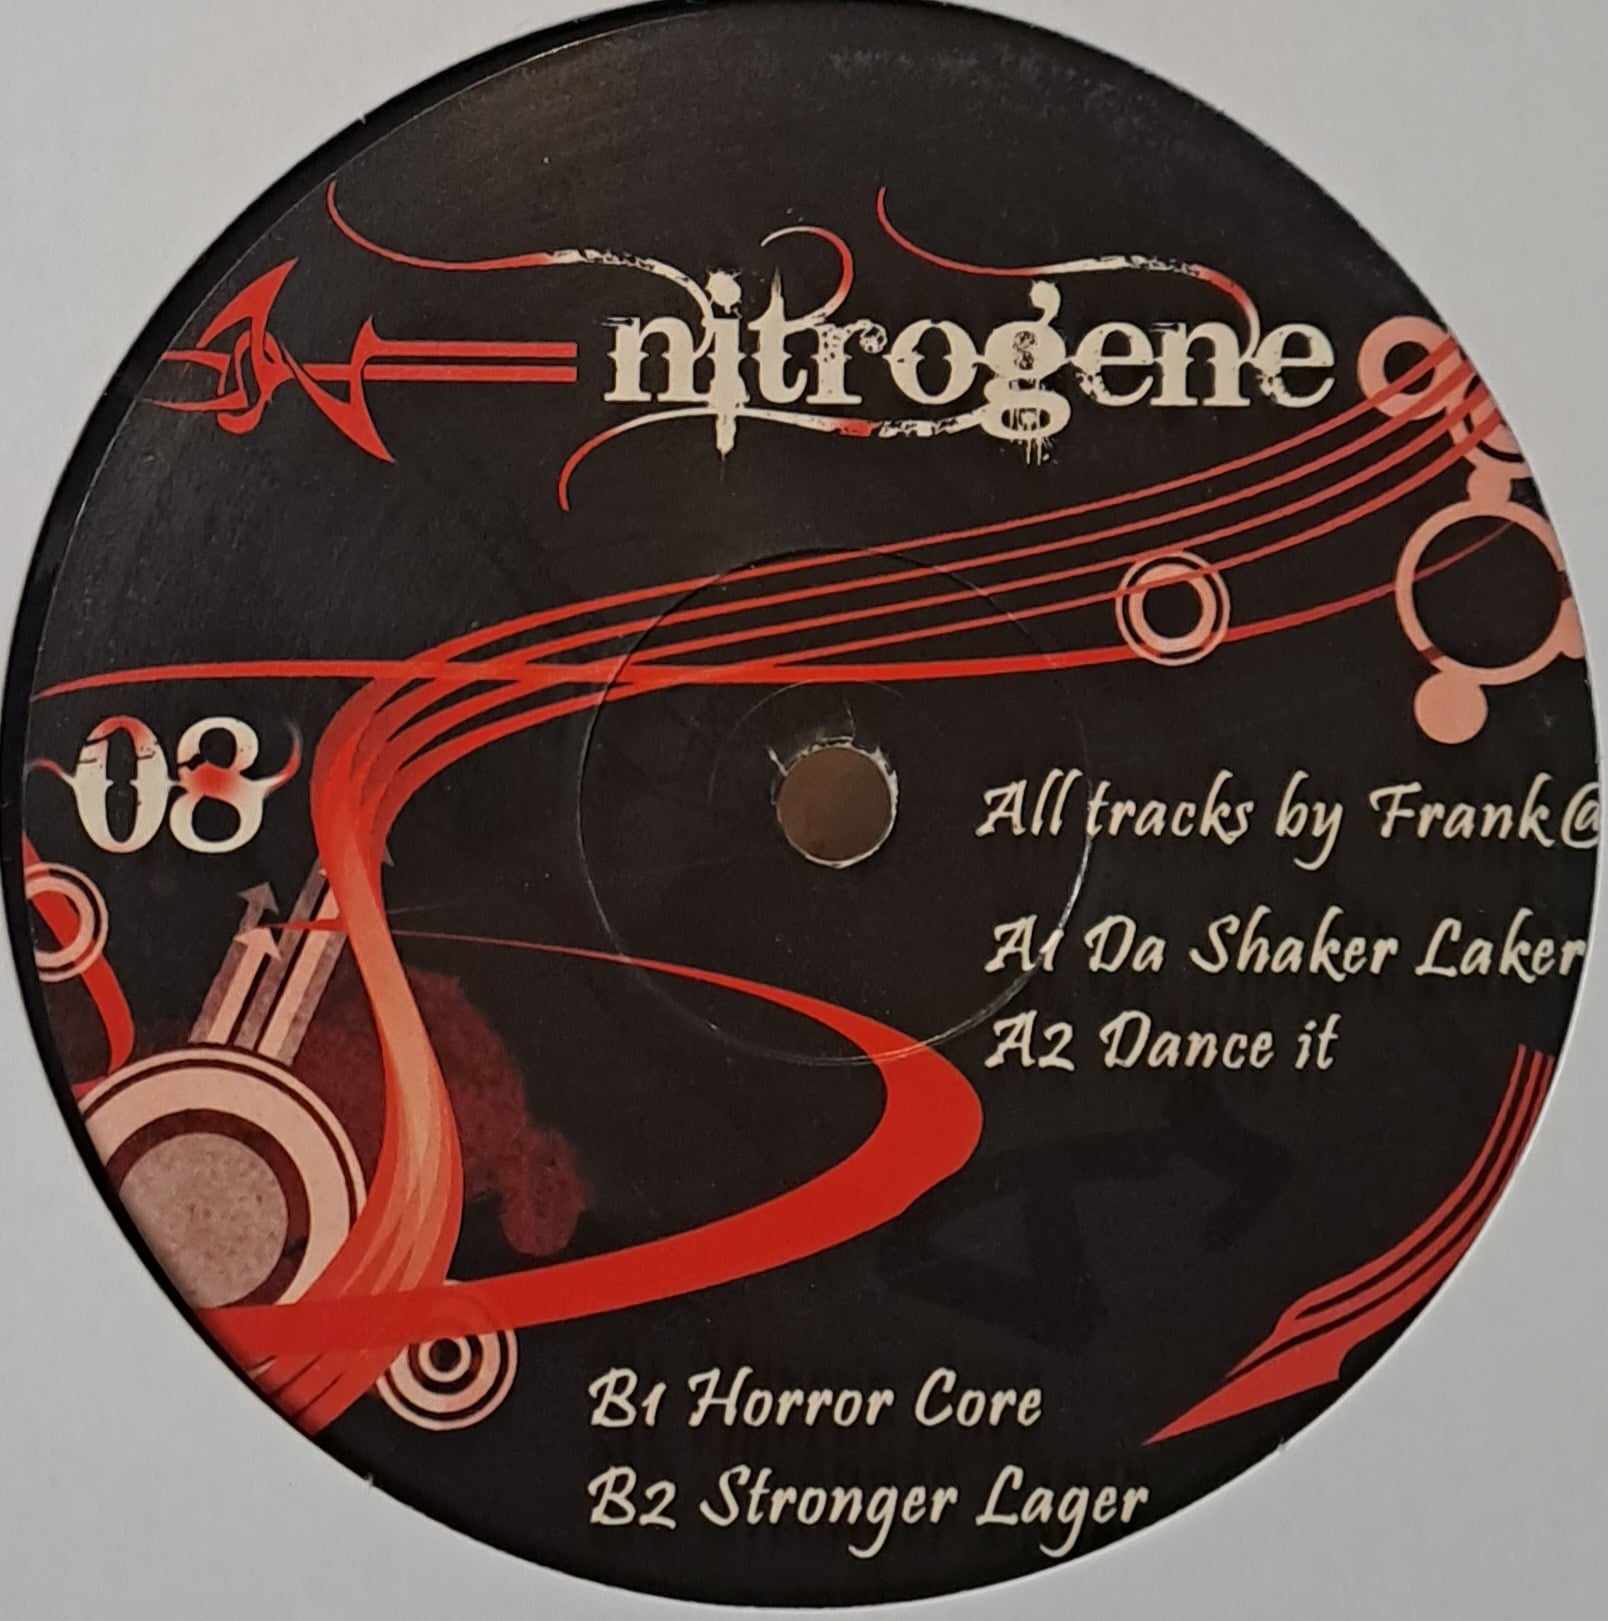 nitrogene
08
All tracks by Frank@
A1 Da Shaker Laker
A2 Dance it
B1 Horror Core
B2 Stronger Lager